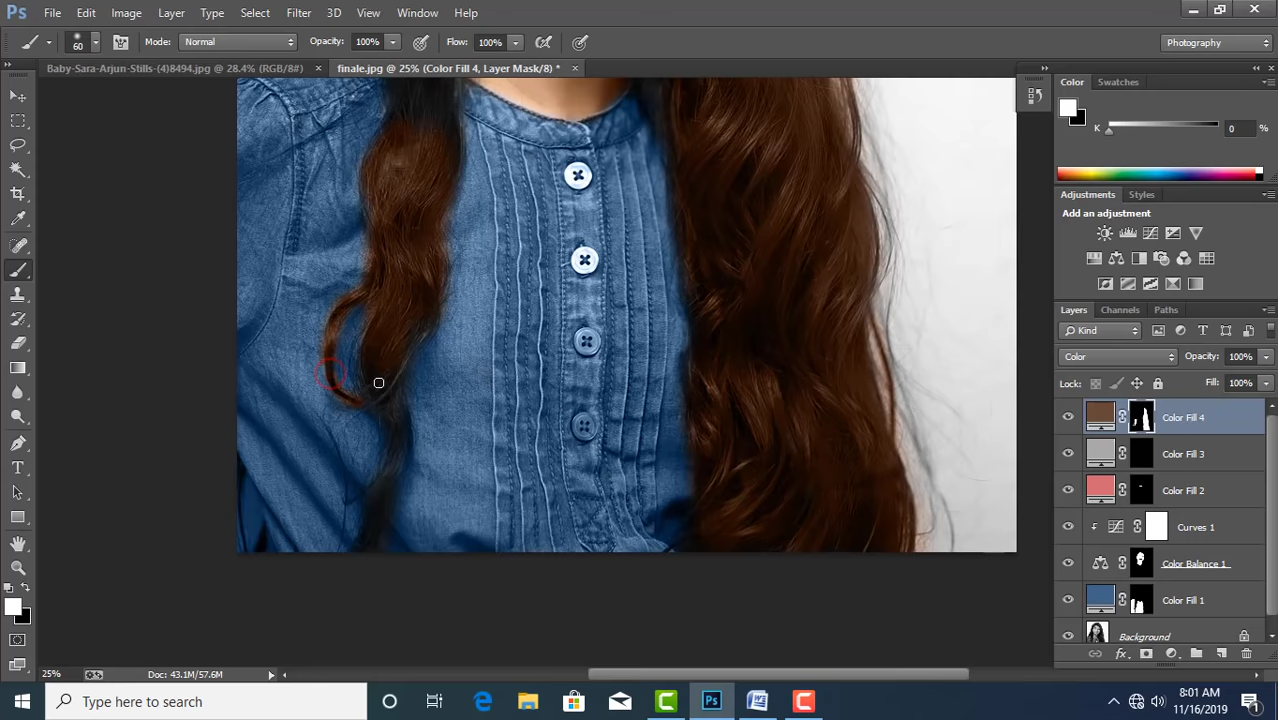 Ps File Edit Image Layer Type Select Filter 3D View Window Help
60 Mode: Normal Opacity: 100% Flow: 100% Photography
Baby-Sara-Arjun-Stills-(4)8494.jpg @ 28.4% (RGB/8#) × finale.jpg @ 25% (Color Fill 4, Layer Mask/8) * ×
Color Swatches
K 0 %
Adjustments Styles
Add an adjustment
Layers Channels Paths
Kind
Color Opacity: 100%
Lock: Fill: 100%
Color Fill 4
Color Fill 3
Color Fill 2
Curves 1
Color Balance 1
Color Fill 1
Background
25% Doc: 43.1M/57.6M
Type here to search
8:01 AM
11/16/2019